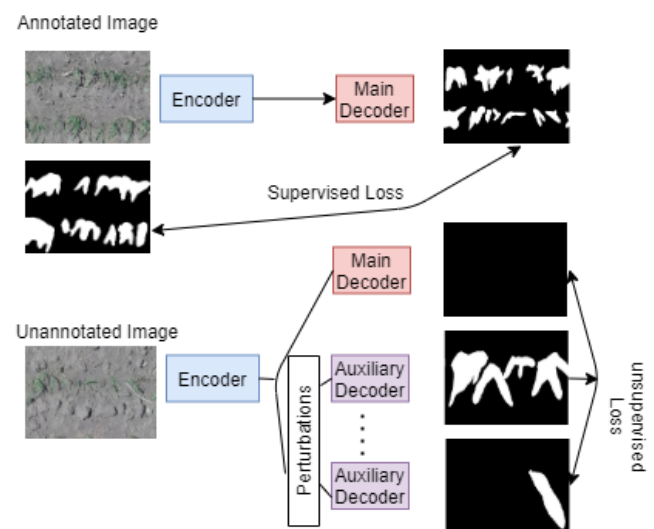 Annotated Image
Encoder
Main
Decoder
Supervised Loss
Main
Decoder
Unannotated Image
Encoder
Perturbations
Auxiliary
Decoder
Auxiliary
Decoder
unsupervised
Loss